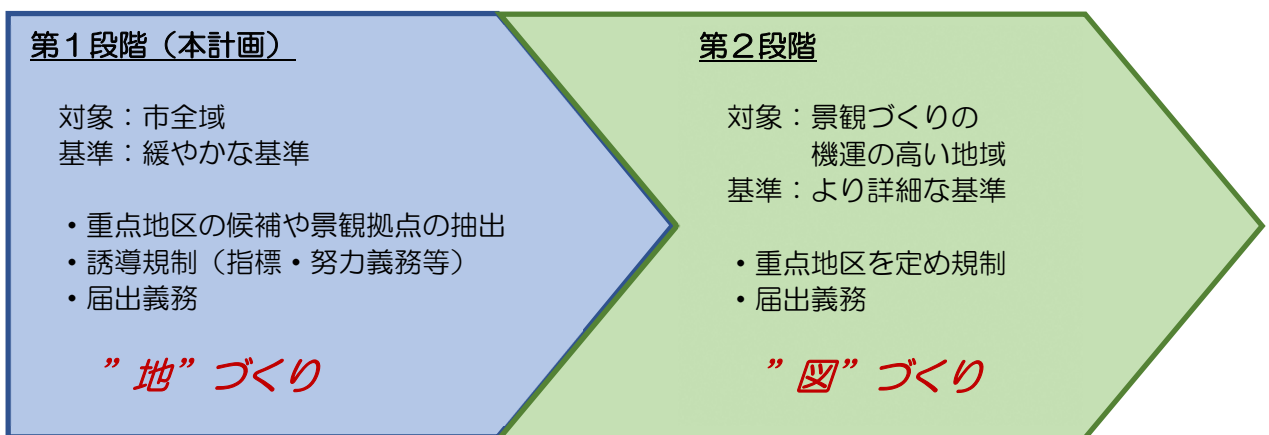 第1段階（本計画）
対象：市全域
基準：緩やかな基準
・重点地区の候補や景観拠点の抽出
・誘導規制（指標・努力義務等）
・届出義務
”地”づくり
第2段階
対象：景観づくりの
機運の高い地域
基準：より詳細な基準
・重点地区を定め規制
・届出義務
”図”づくり